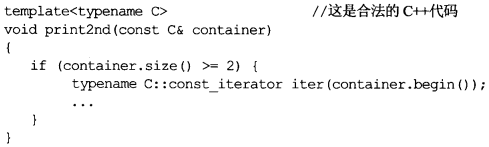 template<typename C> //这是合法的 C++代码
void print2nd(const C& container)
{
if (container.size() >= 2) {
typename C::const_iterator iter(container.begin());
...
}
}